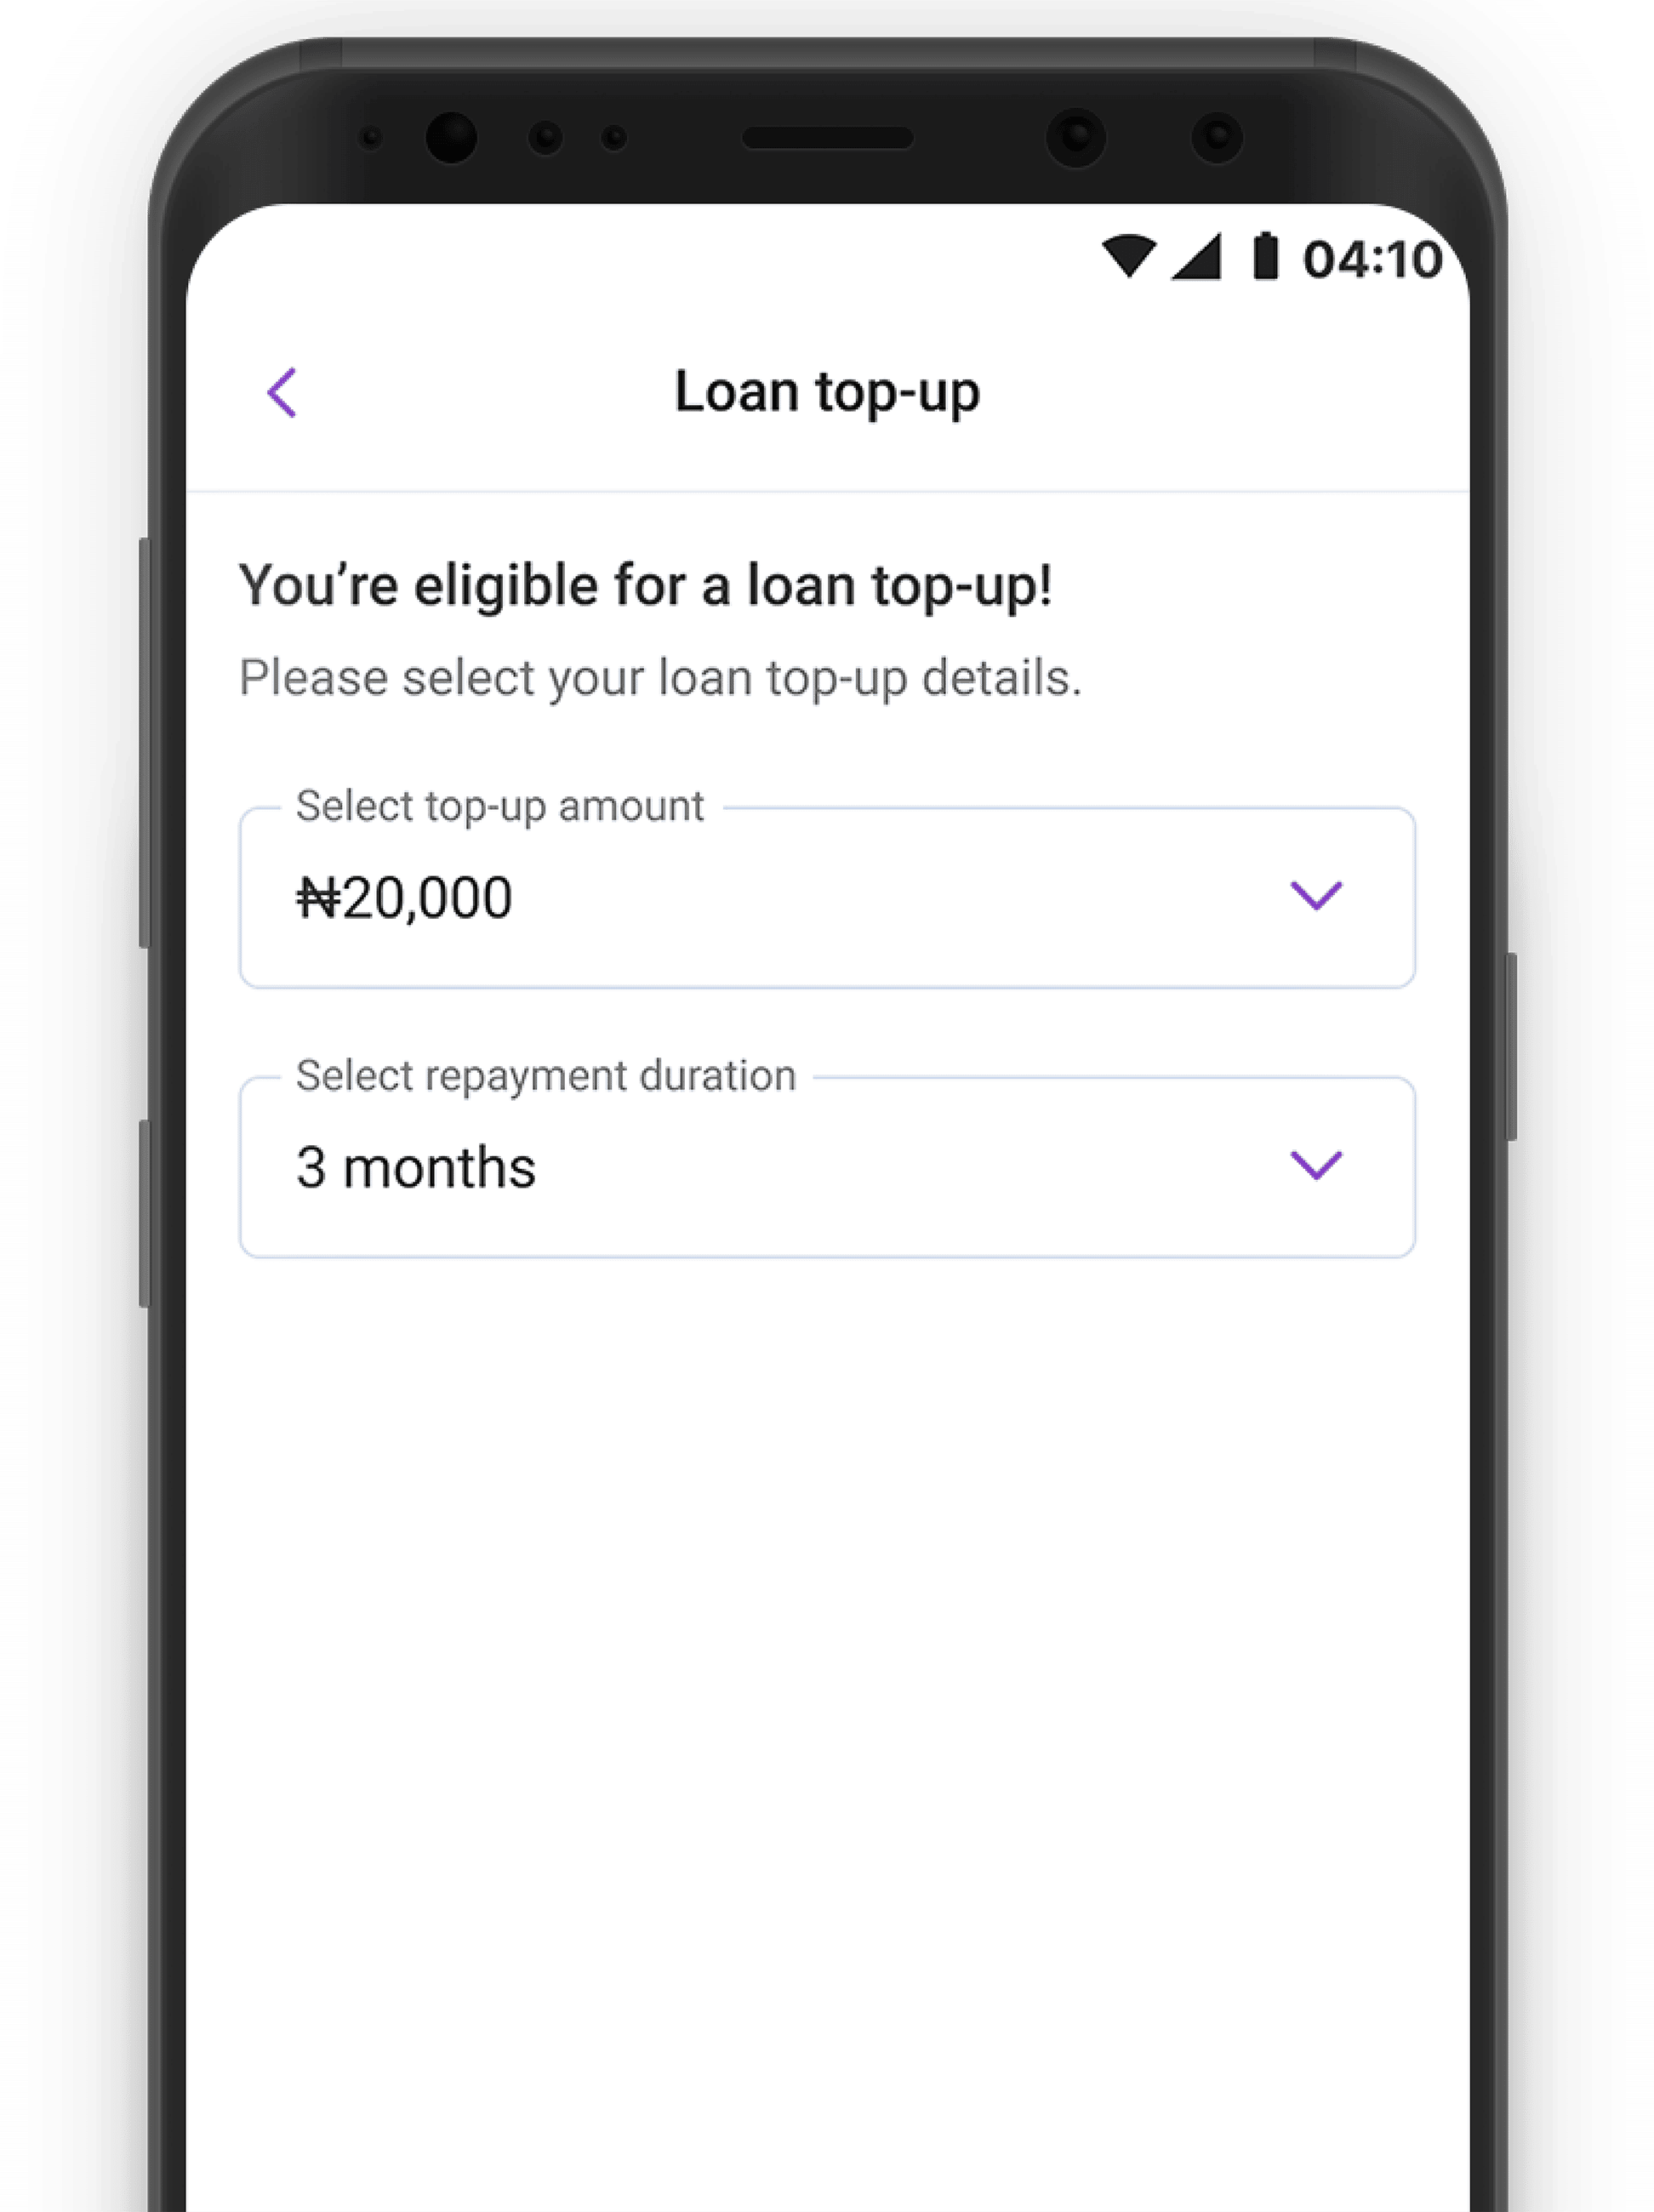 04:10
Loan top-up
You’re eligible for a loan top-up!
Please select your loan top-up details.
Select top-up amount
₦20,000
Select repayment duration
3 months